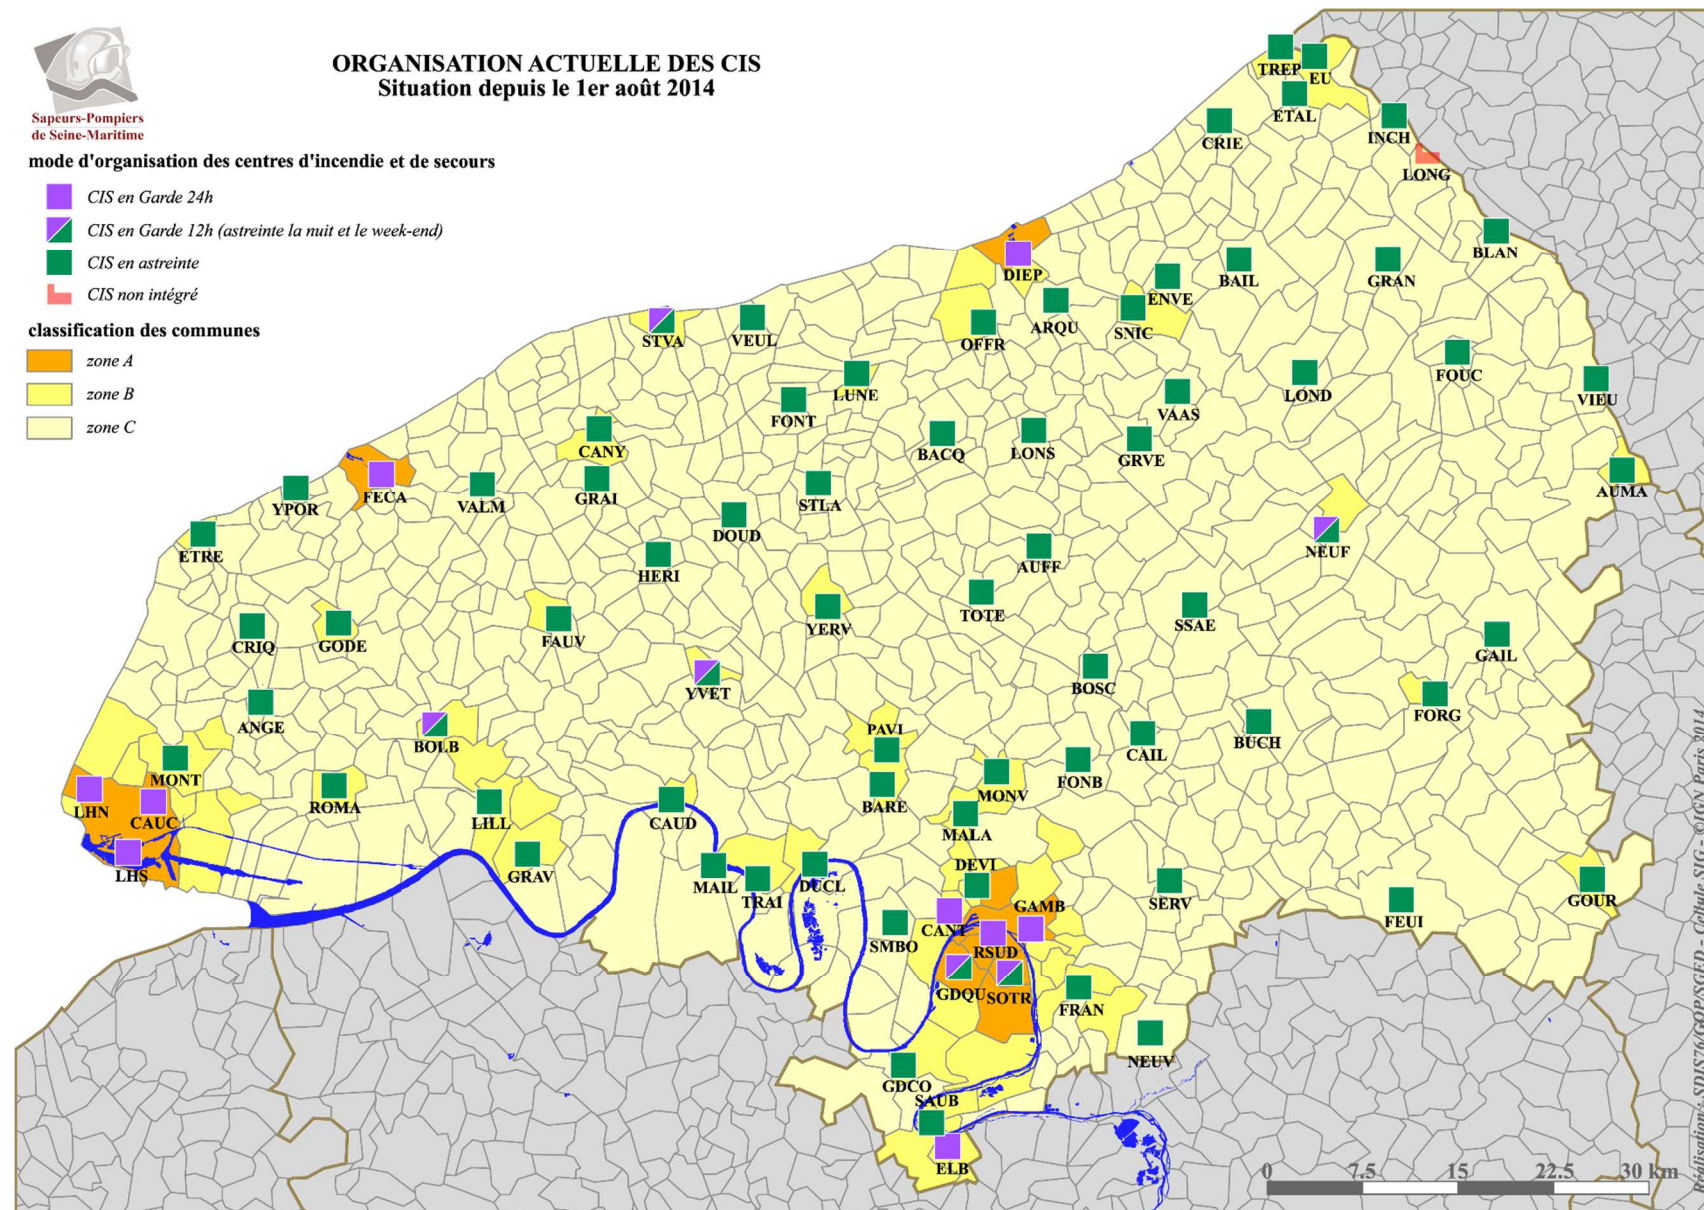 ORGANISATION ACTUELLE DES CIS
Situation depuis le 1er août 2014
Sapeurs-Pompiers
de Seine-Maritime
mode d'organisation des centres d'incendie et de secours
CIS en Garde 24h
CIS en Garde 12h (astreinte la nuit et le week-end)
CIS en astreinte
CIS non intégré
classification des communes
zone A
zone B
zone C
TREP
EU
ETAL
CRIE
INCH
LONG
BLAN
DIEP
ENVE
BAIL
GRAN
ARQU
SNIC
OFFR
STVA
VEUL
LUNE
FONT
VAAS
LOND
FOUC
VIEU
CANY
BACQ
LONS
GRVE
FECA
YPOR
VALM
GRAI
STLA
AUMA
ETRE
DOUD
HERI
AUFF
NEUF
CRIQ
GODE
FAUV
YERV
TOTE
SSAE
GAIL
YVET
BOSC
FORG
ANGE
BOLB
PAVI
CAIL
BUCH
MONT
LHN
CAUC
ROMA
LILL
CAUD
BARE
MONV
FONB
MALA
LHS
GRAV
MAIL
TRAI
DUCL
DEVI
SERV
FEUI
GOUR
SMBO
CANT
GAMB
RSUD
GDQU
SOTR
FRAN
NEUV
GDCO
SAUB
ELB
0 7.5 15 22.5 30 km